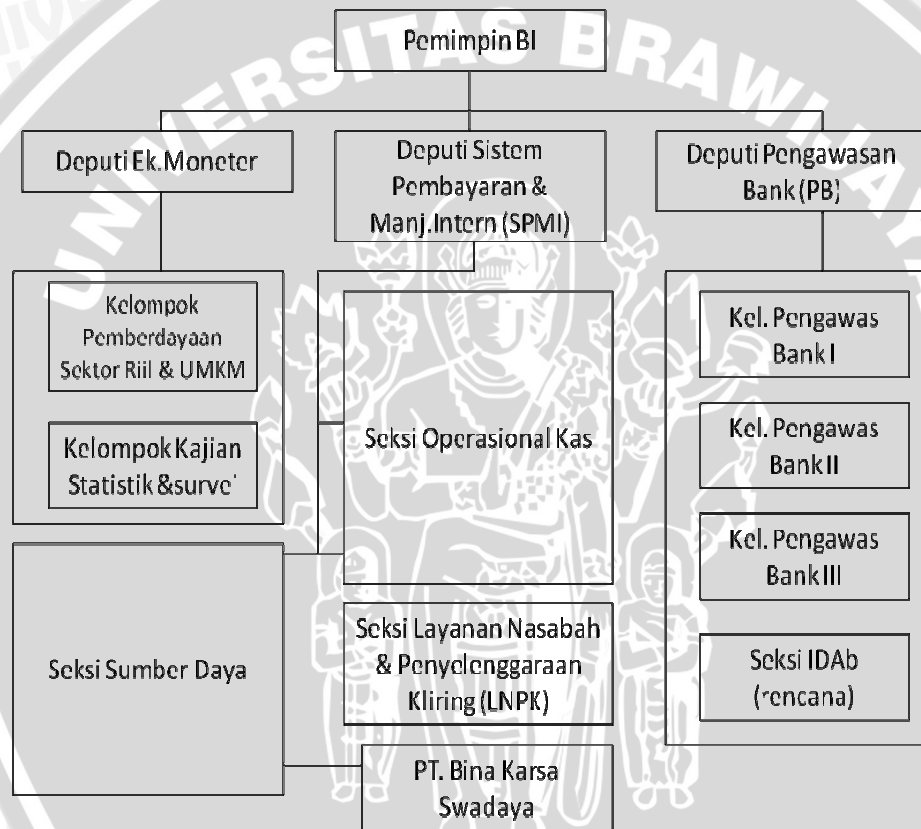 UNIVERSITAS BRAWIJAYA
Pemimpin BI
Deputi Ek.Moneter
Deputi Sistem
Pembayaran &
Manj.Intern (SPMI)
Deputi Pengawasan
Bank (PB)
Kelompok
Pemberdayaan
Sektor Riil & UMKM
Kelompok Kajian
Statistik &surve'
Seksi Operasional Kas
Kel. Pengawas
Bank I
Kel. Pengawas
Bank II
Kel. Pengawas
Bank III
Seksi IDAb
(rencana)
Seksi Sumber Daya
Seksi Layanan Nasabah
& Penyelenggaraan
Kliring (LNPK)
PT. Bina Karsa
Swadaya